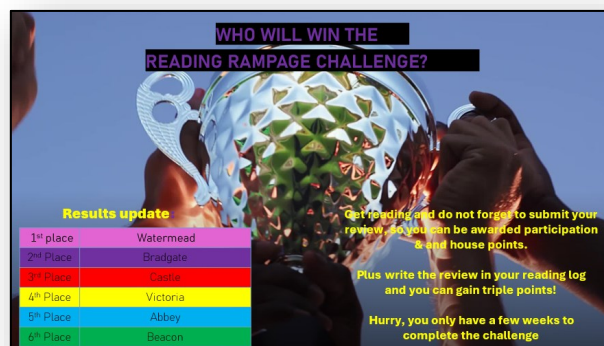 WHO WILL WIN THE
READING RAMPAGE CHALLENGE?
Results update
1st place Watermead
2nd Place Bradgate
3rd Place Castle
4th Place Victoria
5th Place Abbey
6th Place Beacon
Get reading and do not forget to submit your
review, so you can be awarded participation
& and house points.
Plus write the review in your reading log
and you can gain triple points!
Hurry, you only have a few weeks to
complete the challenge